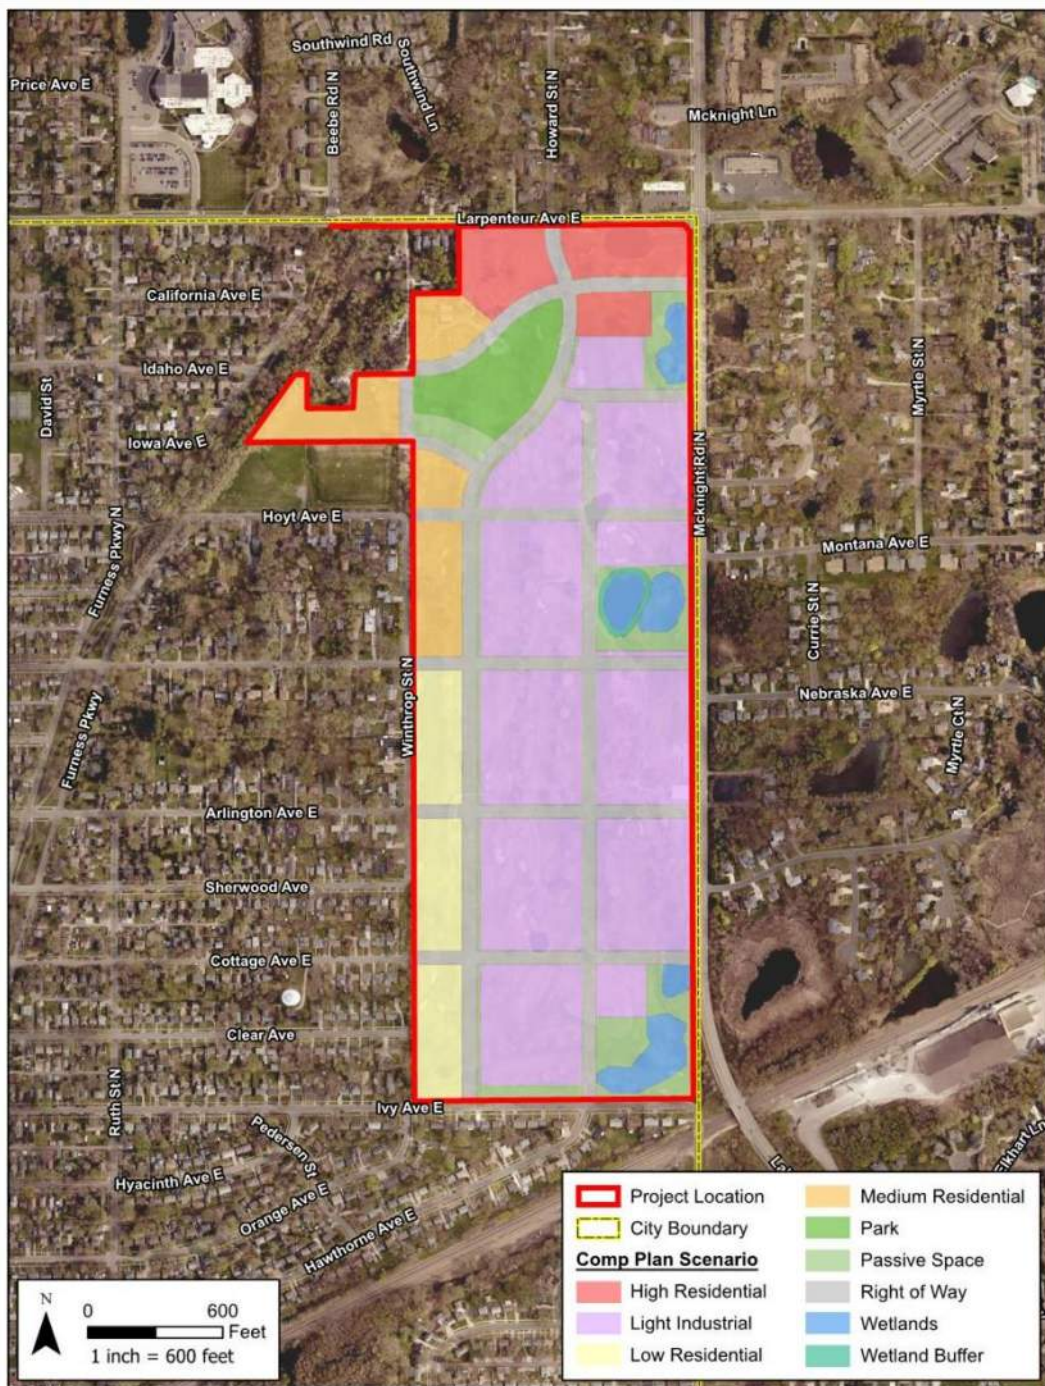 Southwind Rd
Southwind Ln
Price Ave E
Beebe Rd N
Howard St N
Mcknight Ln
Larpenteur Ave E
California Ave E
Idaho Ave E
David St
Iowa Ave E
Myrtle St N
Mcknight Rd N
Hoyt Ave E
Furness Pkwy N
Montana Ave E
Currie St N
Winthrop St N
Nebraska Ave E
Myrtle Ct N
Furness Pkwy
Arlington Ave E
Sherwood Ave
Cottage Ave E
Clear Ave
Ruth St N
Ivy Ave E
Pedersen St
Hyacinth Ave E
Orange Ave E
Hawthorne Ave E
Elkhart Ln
Project Location
City Boundary
Comp Plan Scenario
High Residential
Light Industrial
Low Residential
Medium Residential
Park
Passive Space
Right of Way
Wetlands
Wetland Buffer
N
0 600
Feet
1 inch = 600 feet